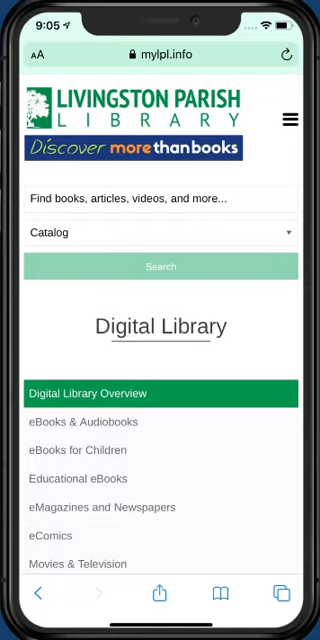 9:05
AA mylpl.info
LIVINGSTON PARISH
LIBRARY
Discover more than books
Find books, articles, videos, and more...
Catalog
Search
Digital Library
Digital Library Overview
eBooks & Audiobooks
eBooks for Children
Educational eBooks
eMagazines and Newspapers
eComics
Movies & Television